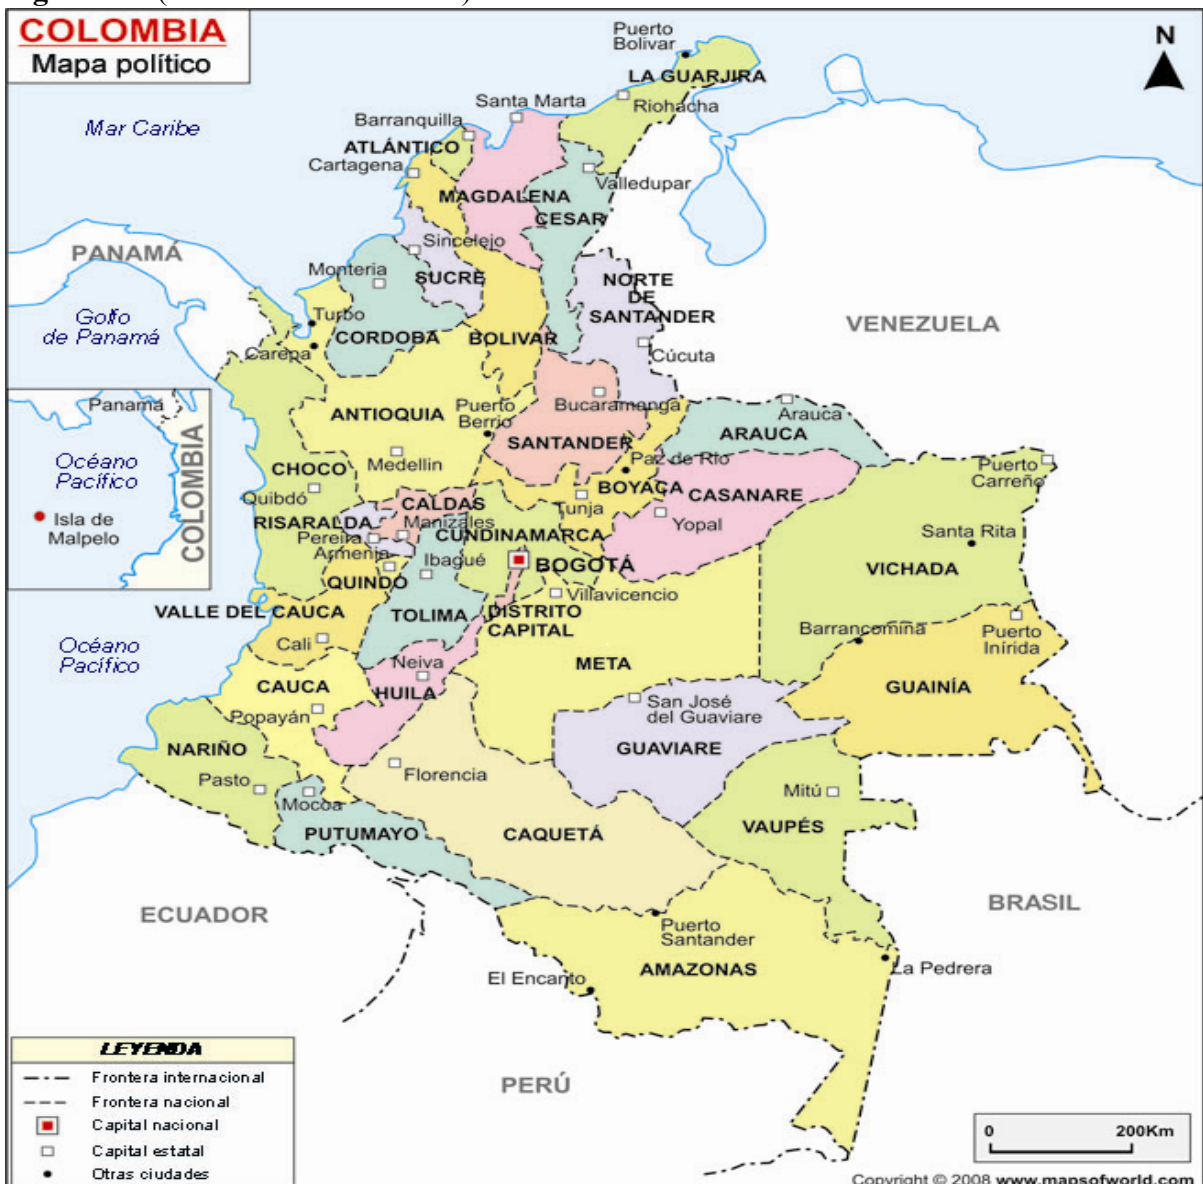 COLOMBIA
Mapa político
N
Puerto
Bolivar
LA GUARJIRA
Riohacha
Santa Marta
Mar Caribe
Barranquilla
ATLÁNTICO
Cartagena
MAGDALENA
Valledupar
CESAR
PANAMÁ
Sincelejo
SUCRE
Monteria
NORTE
DE
SANTANDER
Golfo
de Panamá
Turbo
CORDOBA
BOLIVAR
VENEZUELA
Carepa
Cúcuta
Panamá
COLOMBIA
Océano
Pacífico
Isla de
Malpelo
ANTIOQUIA
Puerto
Berrio
Bucaramanga
SANTANDER
Arauca
ARAUCA
Medellin
CHOCO
Quibdó
Paz de Río
BOYACA
Tunja
CASANARE
Yopal
Puerto
Carreño
CALDAS
Manizales
RISARALDA
Pereira
Armenia
CUNDINAMARCA
Ibagué
BOGOTÁ
Santa Rita
VICHADA
QUINDÓ
Villavicencio
VALLE DEL CAUCA
TOLIMA
DISTRITO
CAPITAL
Cali
Océano
Pacífico
Barrancomina
Puerto
Inírida
META
Neiva
HUILA
CAUCA
Popayán
GUAINÍA
San José
del Guaviare
GUAVIARE
NARIÑO
Pasto
Florencia
Mocoa
PUTUMAYO
CAQUETÁ
Mitú
VAUPÉS
ECUADOR
BRASIL
Puerto
Santander
AMAZONAS
La Pedrera
El Encanto
PERÚ
LEYENDA
Frontera internacional
Frontera nacional
Capital nacional
Capital estatal
Otras ciudades
0 200Km
Copyright © 2008 www.mapsofworld.com